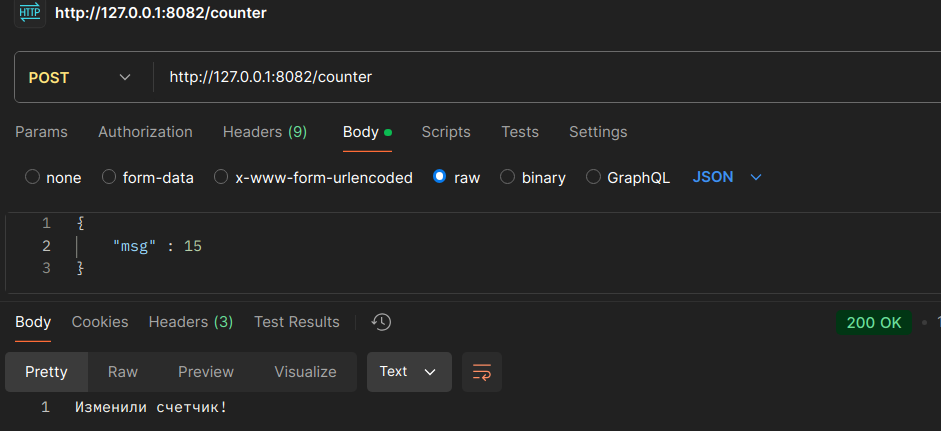 HTTP http://127.0.0.1:8082/counter
POST http://127.0.0.1:8082/counter
Params Authorization Headers (9) Body Scripts Tests Settings
none form-data x-www-form-urlencoded raw binary GraphQL JSON
1 {
2 "msg" : 15
3 }
Body Cookies Headers (3) Test Results 200 OK
Pretty Raw Preview Visualize Text
1 Изменили счетчик!